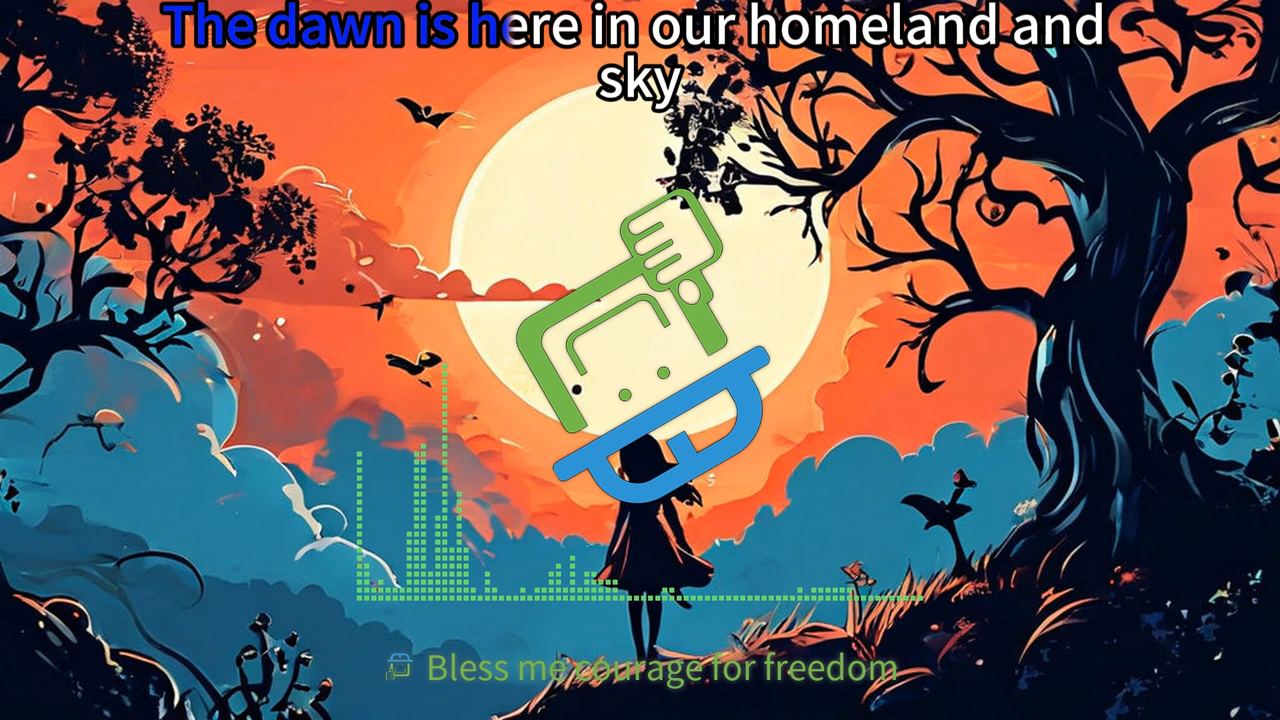 The dawn is here in our homeland and
sky
Bless me courage for freedom